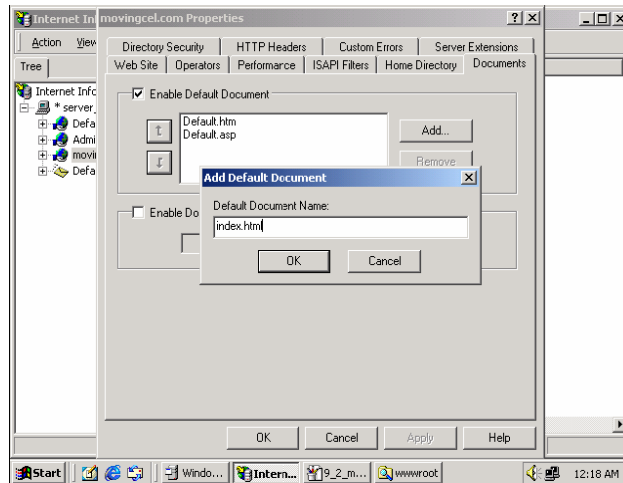 Internet In
movingcel.com Properties
Action View
Tree
Directory Security
HTTP Headers
Custom Errors
Server Extensions
Web Site
Operators
Performance
ISAPI Filters
Home Directory
Documents
Internet Infc
* server_
Defa
Admi
movi
Defa
Enable Default Document
Default.htm
Default.asp
Add...
Remove
Add Default Document
Default Document Name:
index.html
OK
Cancel
Enable Do
OK
Cancel
Apply
Help
Start
Windo...
Intern...
9_2_m...
wwwroot
12:18 AM